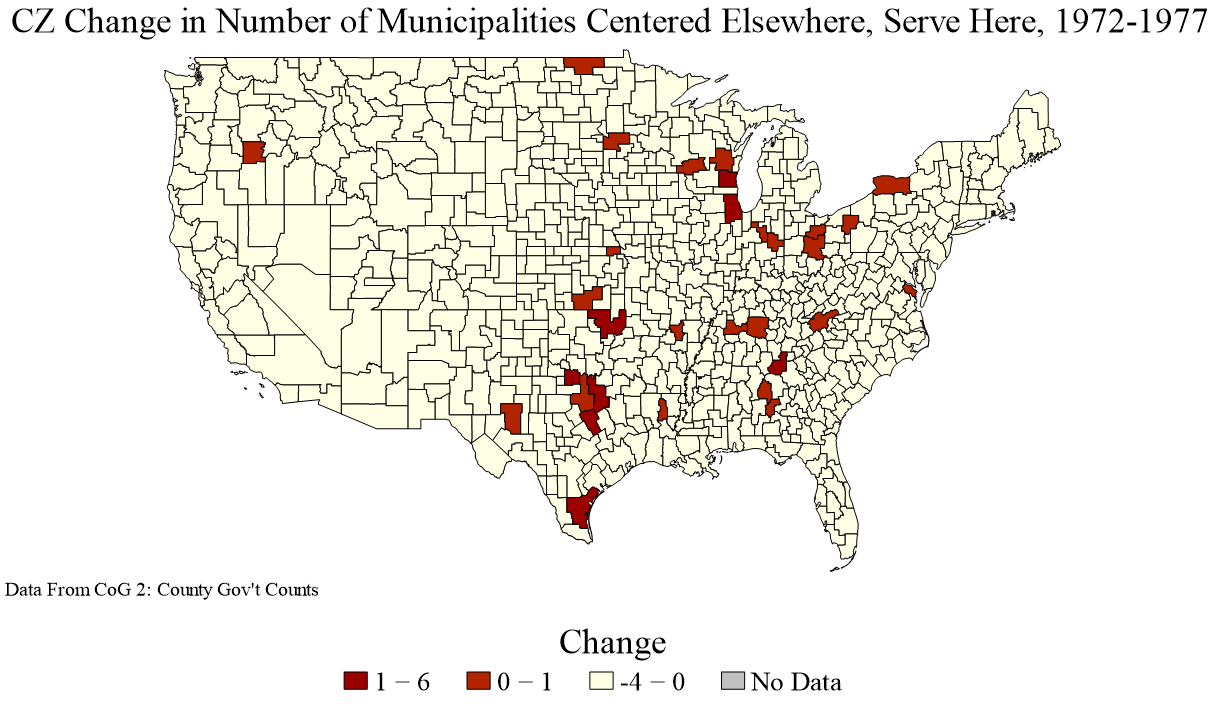 CZ Change in Number of Municipalities Centered Elsewhere, Serve Here, 1972-1977
Data From CoG 2: County Gov't Counts
Change
1 − 6
0 − 1
-4 − 0
No Data